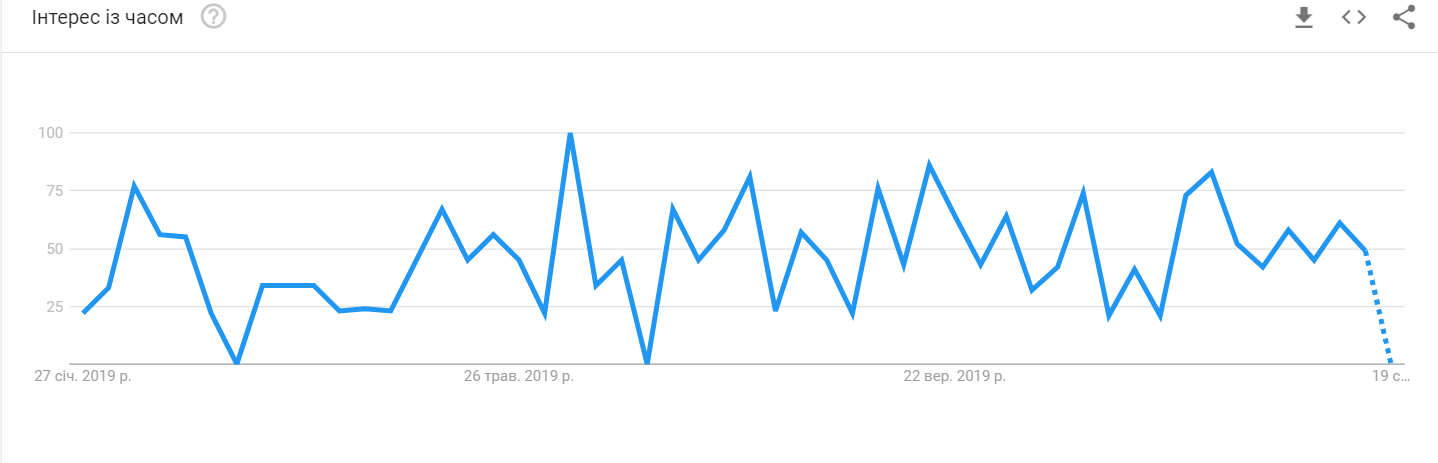 Інтерес із часом ?
100
75
50
25
27 січ. 2019 р.
26 трав. 2019 р.
22 вер. 2019 р.
19 с...